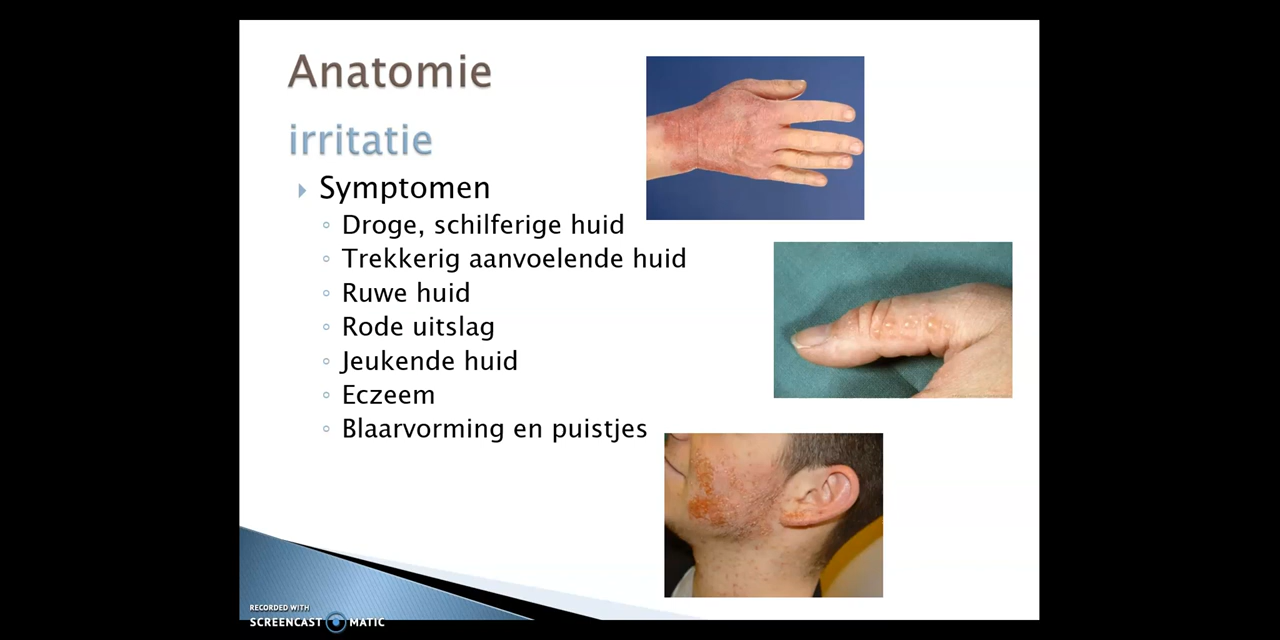 Anatomie
irritatie
Symptomen
Droge, schilferige huid
Trekkerig aanvoelende huid
Ruwe huid
Rode uitslag
Jeukende huid
Eczeem
Blaarvorming en puistjes
RECORDED WITH
SCREENCAST MATIC